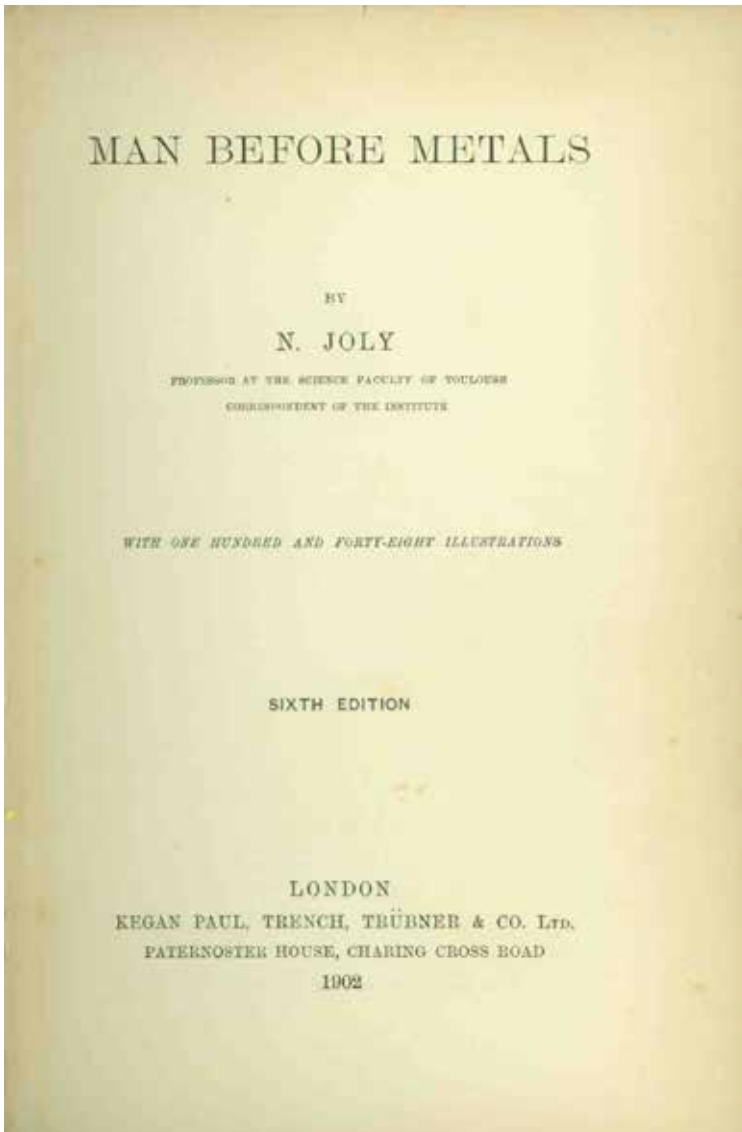 MAN BEFORE METALS
BY
N. JOLY
PROFESSOR AT THE SCIENCE FACULTY OF TOULOUSE
CORRESPONDENT OF THE INSTITUTE
WITH ONE HUNDRED AND FORTY-EIGHT ILLUSTRATIONS
SIXTH EDITION
LONDON
KEGAN PAUL, TRENCH, TRÜBNER & CO. LTD.
PATERNOSTER HOUSE, CHARING CROSS ROAD
1902